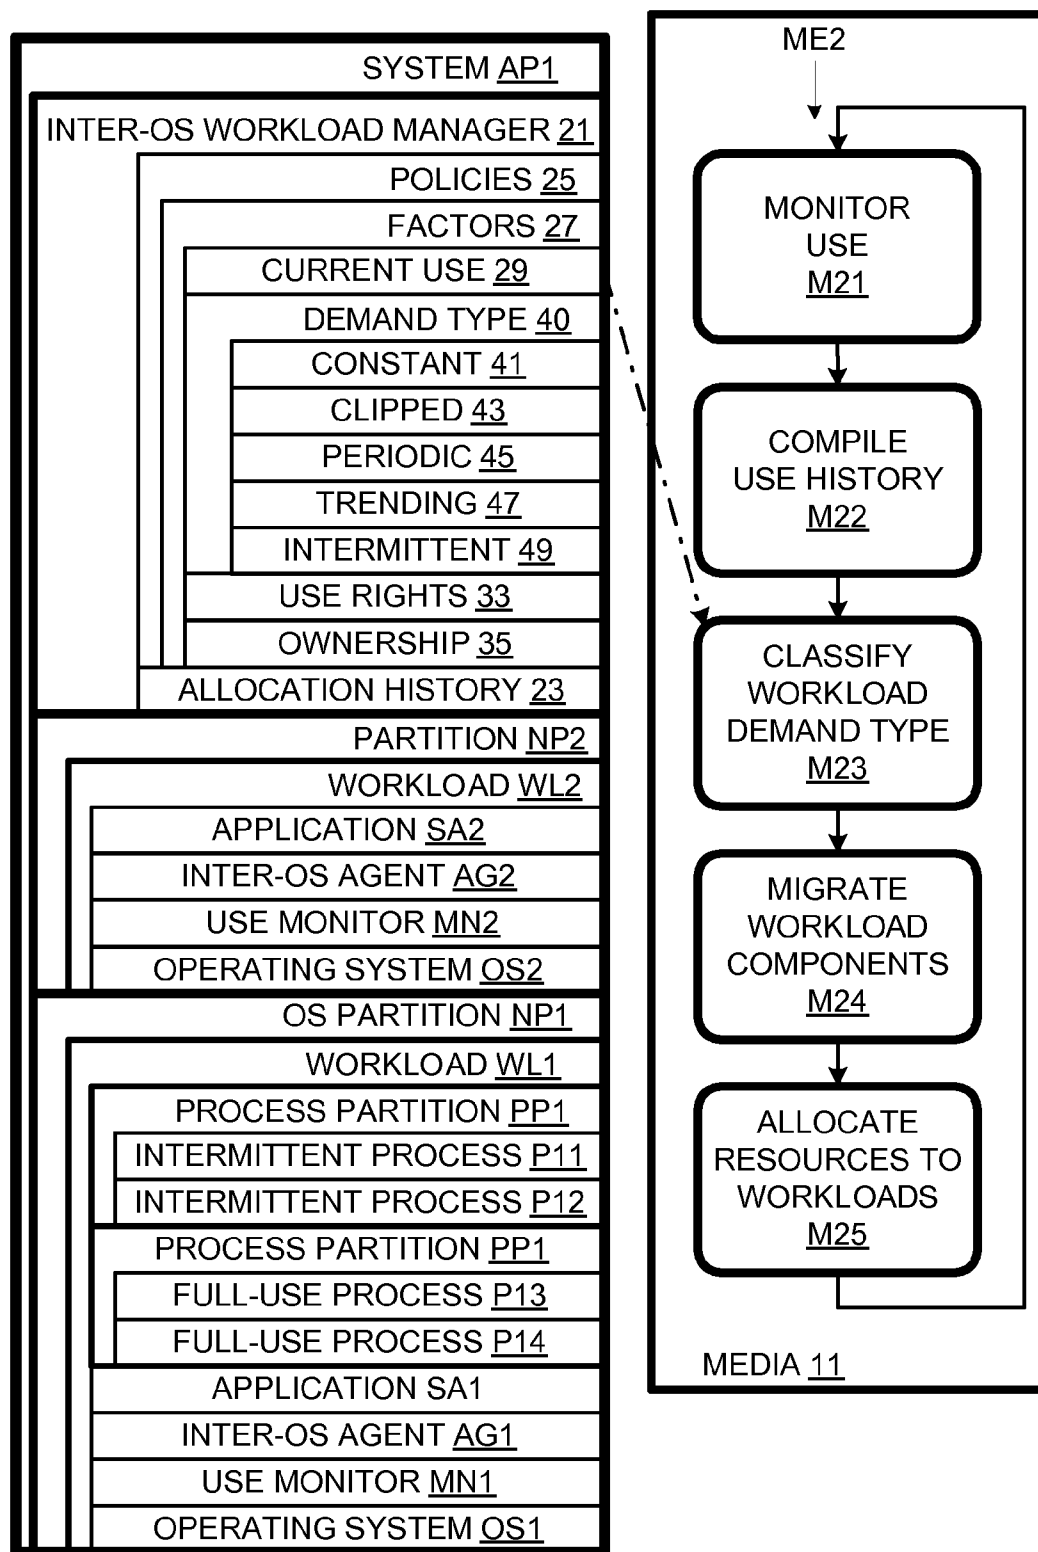 SYSTEM AP1
INTER-OS WORKLOAD MANAGER 21
POLICIES 25
FACTORS 27
CURRENT USE 29
DEMAND TYPE 40
CONSTANT 41
CLIPPED 43
PERIODIC 45
TRENDING 47
INTERMITTENT 49
USE RIGHTS 33
OWNERSHIP 35
ALLOCATION HISTORY 23
PARTITION NP2
WORKLOAD WL2
APPLICATION SA2
INTER-OS AGENT AG2
USE MONITOR MN2
OPERATING SYSTEM OS2
OS PARTITION NP1
WORKLOAD WL1
PROCESS PARTITION PP1
INTERMITTENT PROCESS P11
INTERMITTENT PROCESS P12
PROCESS PARTITION PP1
FULL-USE PROCESS P13
FULL-USE PROCESS P14
APPLICATION SA1
INTER-OS AGENT AG1
USE MONITOR MN1
OPERATING SYSTEM OS1
ME2
MONITOR
USE
M21
COMPILE
USE HISTORY
M22
CLASSIFY
WORKLOAD
DEMAND TYPE
M23
MIGRATE
WORKLOAD
COMPONENTS
M24
ALLOCATE
RESOURCES TO
WORKLOADS
M25
MEDIA 11